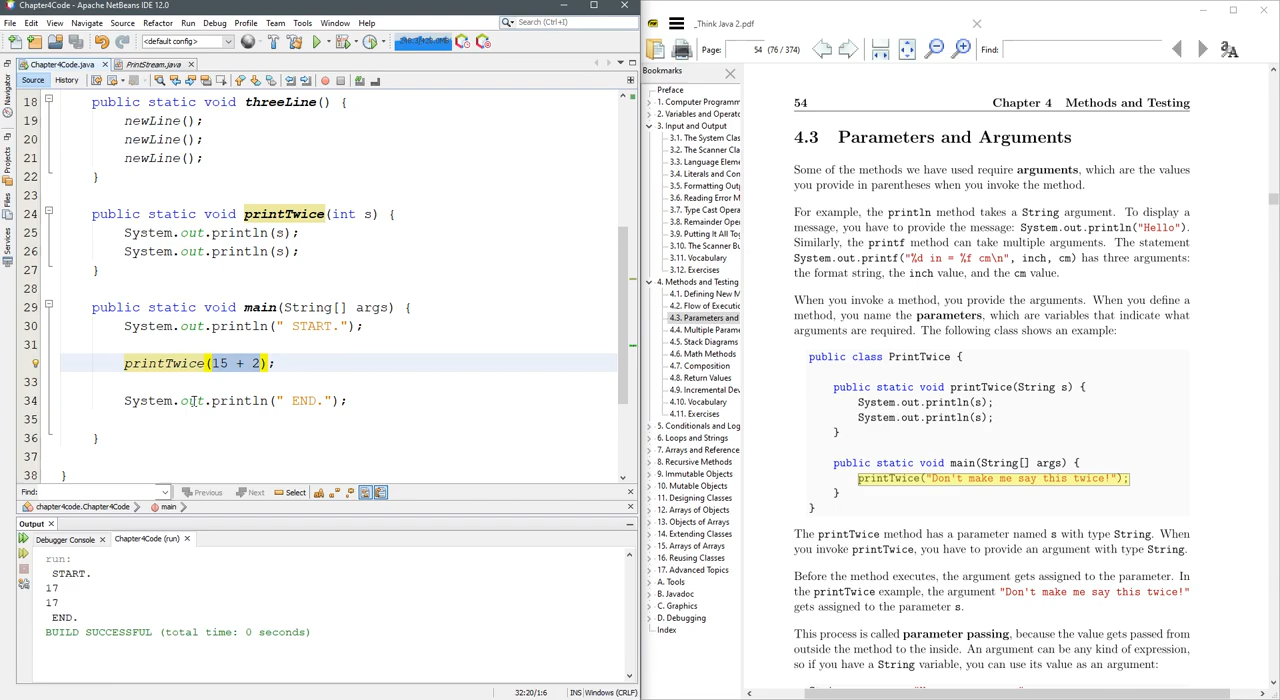 Chapter4Code - Apache NetBeans IDE 12.0
File Edit View Navigate Source Refactor Run Debug Profile Team Tools Window Help
Search (Ctrl+I)
<default config>
Chapter4Code.java PrintStream.java
Source History
18 public static void threeLine() {
19 newLine();
20 newLine();
21 newLine();
22 }
23
24 public static void printTwice(int s) {
25 System.out.println(s);
26 System.out.println(s);
27 }
28
29 public static void main(String[] args) {
30 System.out.println(" START.");
31
printTwice(15 + 2);
33
34 System.out.println(" END.");
35
36 }
37
38 }
Navigator
Projects
Files
Services
Find: Previous Next Select
chapter4code.Chapter4Code main
Output
Debugger Console Chapter4Code (run)
run:
START.
17
17
END.
BUILD SUCCESSFUL (total time: 0 seconds)
32:20/1:6 INS Windows (CRLF)
_Think Java 2.pdf
Page: 54 (76 / 374) Find:
Bookmarks
Preface
1. Computer Programm
2. Variables and Operato
3. Input and Output
3.1. The System Clas
3.2. The Scanner Cla
3.3. Language Eleme
3.4. Literals and Con
3.5. Formatting Outp
3.6. Reading Error M
3.7. Type Cast Opera
3.8. Remainder Oper
3.9. Putting It All Tog
3.10. The Scanner Bu
3.11. Vocabulary
3.12. Exercises
4. Methods and Testing
4.1. Defining New M
4.2. Flow of Executio
4.3. Parameters and
4.4. Multiple Parame
4.5. Stack Diagrams
4.6. Math Methods
4.7. Composition
4.8. Return Values
4.9. Incremental Dev
4.10. Vocabulary
4.11. Exercises
5. Conditionals and Log
6. Loops and Strings
7. Arrays and Reference
8. Recursive Methods
9. Immutable Objects
10. Mutable Objects
11. Designing Classes
12. Arrays of Objects
13. Objects of Arrays
14. Extending Classes
15. Arrays of Arrays
16. Reusing Classes
17. Advanced Topics
A. Tools
B. Javadoc
C. Graphics
D. Debugging
Index
54 Chapter 4 Methods and Testing
4.3 Parameters and Arguments
Some of the methods we have used require arguments, which are the values
you provide in parentheses when you invoke the method.
For example, the println method takes a String argument. To display a
message, you have to provide the message: System.out.println("Hello").
Similarly, the printf method can take multiple arguments. The statement
System.out.printf("%d in = %f cm\n", inch, cm) has three arguments:
the format string, the inch value, and the cm value.
When you invoke a method, you provide the arguments. When you define a
method, you name the parameters, which are variables that indicate what
arguments are required. The following class shows an example:
public class PrintTwice {
public static void printTwice(String s) {
System.out.println(s);
System.out.println(s);
}
public static void main(String[] args) {
printTwice("Don't make me say this twice!");
}
}
The printTwice method has a parameter named s with type String. When
you invoke printTwice, you have to provide an argument with type String.
Before the method executes, the argument gets assigned to the parameter. In
the printTwice example, the argument "Don't make me say this twice!"
gets assigned to the parameter s.
This process is called parameter passing, because the value gets passed from
outside the method to the inside. An argument can be any kind of expression,
so if you have a String variable, you can use its value as an argument: